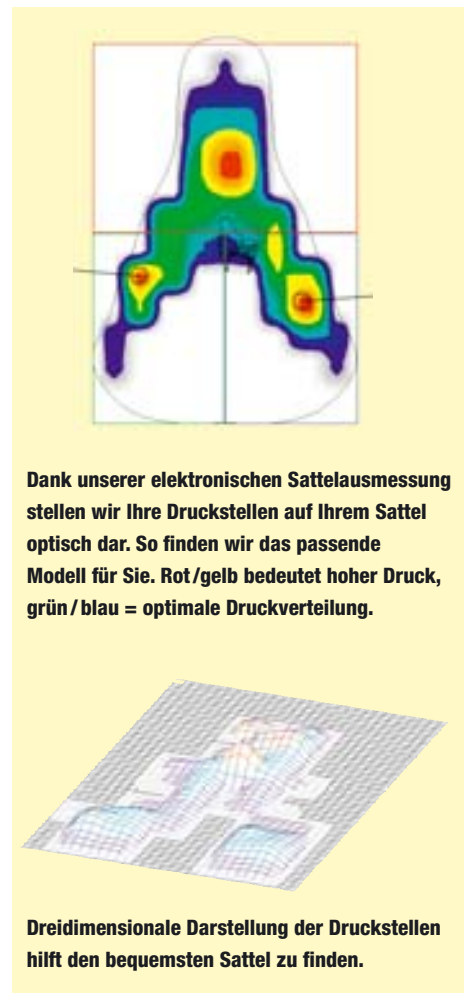 Dank unserer elektronischen Sattelausmessung
stellen wir Ihre Druckstellen auf Ihrem Sattel
optisch dar. So finden wir das passende
Modell für Sie. Rot/gelb bedeutet hoher Druck,
grün/blau = optimale Druckverteilung.
Dreidimensionale Darstellung der Druckstellen
hilft den bequemsten Sattel zu finden.